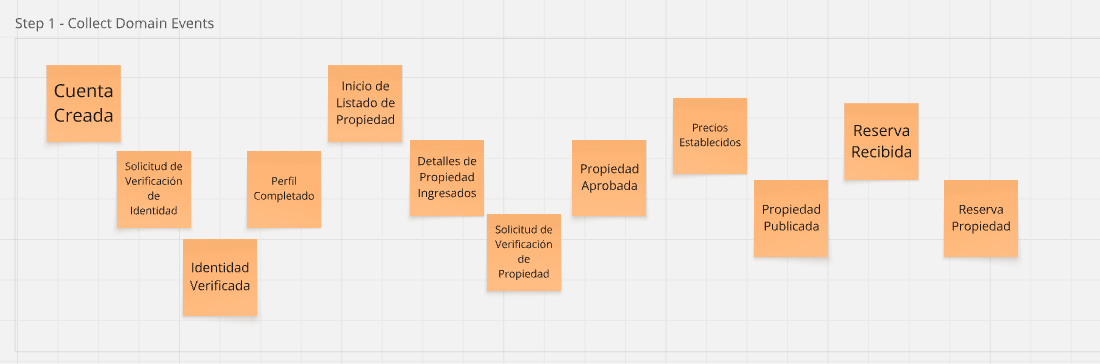 Step 1 - Collect Domain Events
Cuenta
Creada
Solicitud de
Verificación
de
Identidad
Identidad
Verificada
Perfil
Completado
Inicio de
Listado de
Propiedad
Detalles de
Propiedad
Ingresados
Solicitud de
Verificación
de
Propiedad
Propiedad
Aprobada
Precios
Establecidos
Propiedad
Publicada
Reserva
Recibida
Reserva
Propiedad